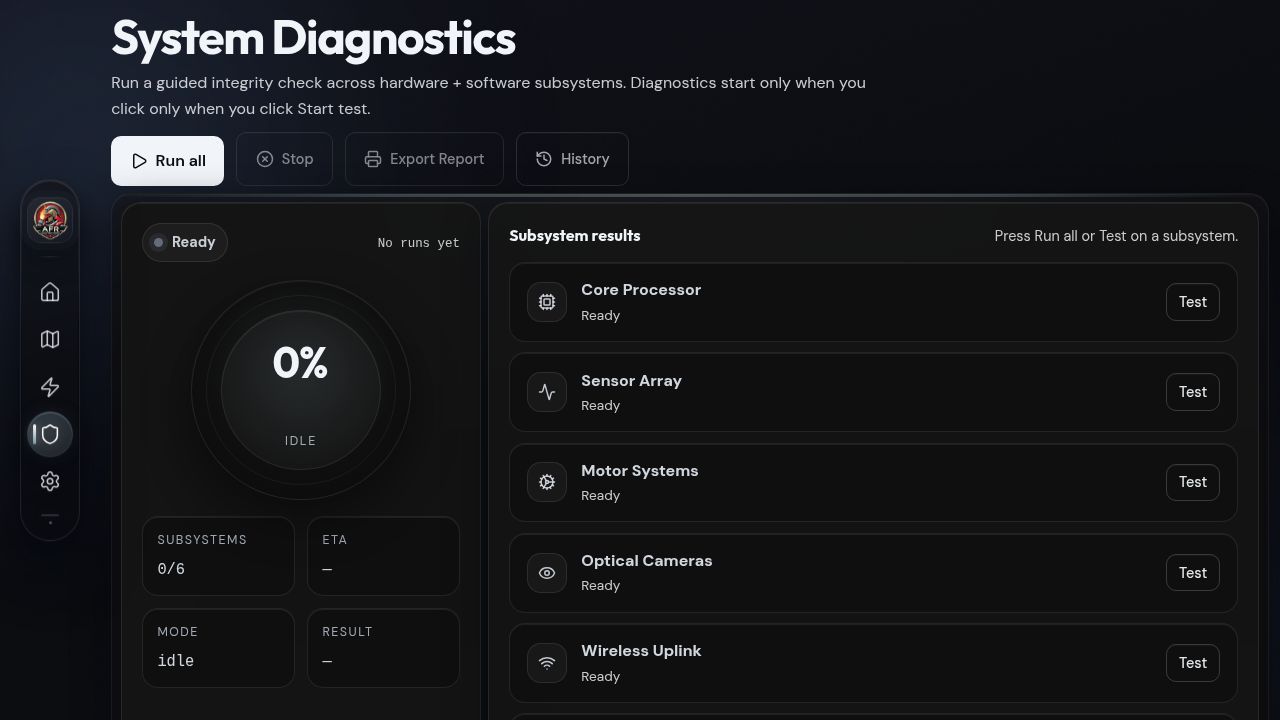 System Diagnostics
Run a guided integrity check across hardware + software subsystems. Diagnostics start only when you
click only when you click Start test.
Run all
Stop
Export Report
History
AFR
Ready
No runs yet
0%
IDLE
SUBSYSTEMS
0/6
ETA
—
MODE
idle
RESULT
—
Subsystem results
Press Run all or Test on a subsystem.
Core Processor
Ready
Test
Sensor Array
Ready
Test
Motor Systems
Ready
Test
Optical Cameras
Ready
Test
Wireless Uplink
Ready
Test